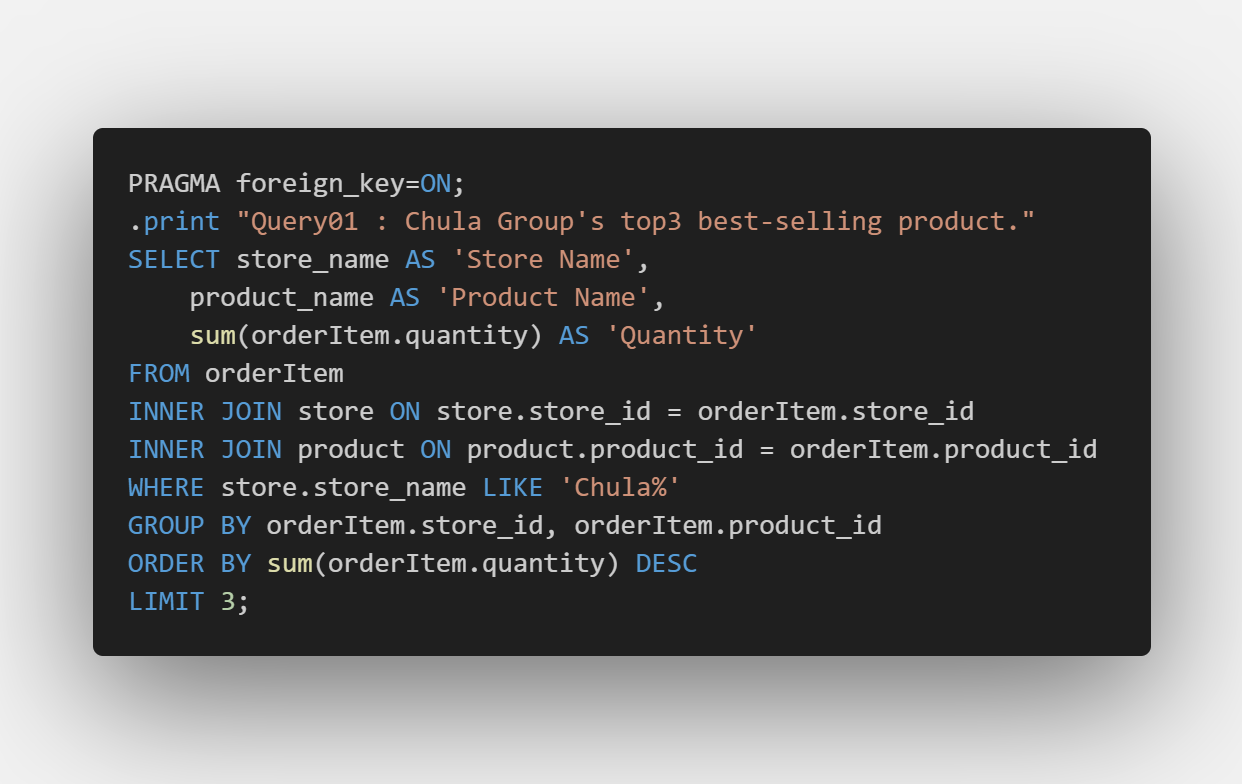 PRAGMA foreign_key=ON;
.print "Query01 : Chula Group's top3 best-selling product."
SELECT store_name AS 'Store Name',
    product_name AS 'Product Name',
    sum(orderItem.quantity) AS 'Quantity'
FROM orderItem
INNER JOIN store ON store.store_id = orderItem.store_id
INNER JOIN product ON product.product_id = orderItem.product_id
WHERE store.store_name LIKE 'Chula%'
GROUP BY orderItem.store_id, orderItem.product_id
ORDER BY sum(orderItem.quantity) DESC
LIMIT 3;